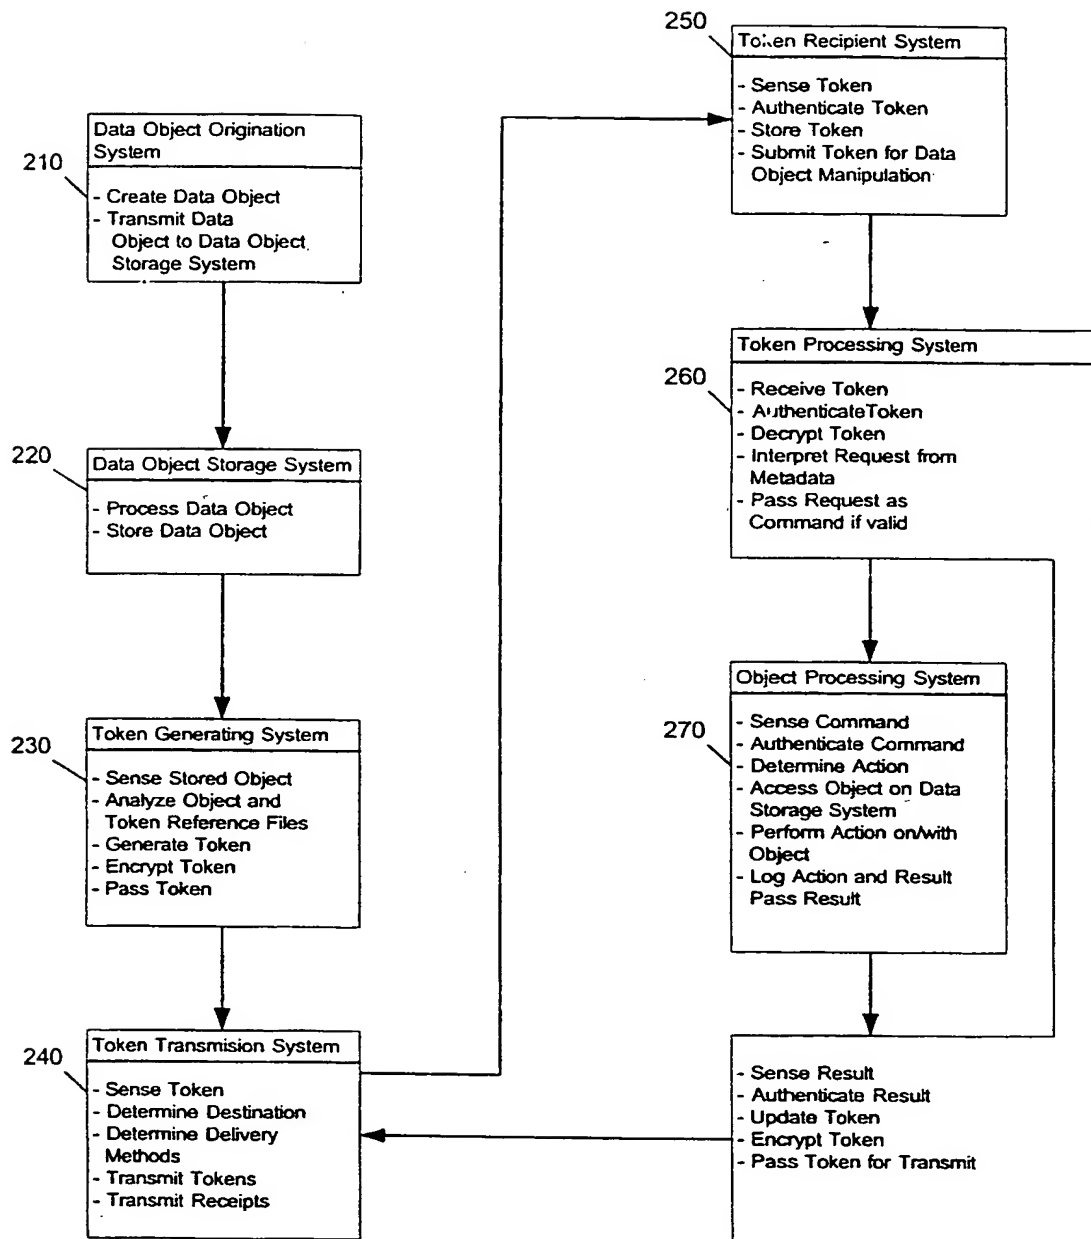 210
Data Object Origination
System
- Create Data Object
- Transmit Data
Object to Data Object
Storage System
220
Data Object Storage System
- Process Data Object
- Store Data Object
230
Token Generating System
- Sense Stored Object
- Analyze Object and
Token Reference Files
- Generate Token
- Encrypt Token
- Pass Token
240
Token Transmision System
- Sense Token
- Determine Destination
- Determine Delivery
Methods
- Transmit Tokens
- Transmit Receipts
250
Token Recipient System
- Sense Token
- Authenticate Token
- Store Token
- Submit Token for Data
Object Manipulation
260
Token Processing System
- Receive Token
- AuthenticateToken
- Decrypt Token
- Interpret Request from
Metadata
- Pass Request as
Command if valid
270
Object Processing System
- Sense Command
- Authenticate Command
- Determine Action
- Access Object on Data
Storage System
- Perform Action on/with
Object
- Log Action and Result
Pass Result
- Sense Result
- Authenticate Result
- Update Token
- Encrypt Token
- Pass Token for Transmit